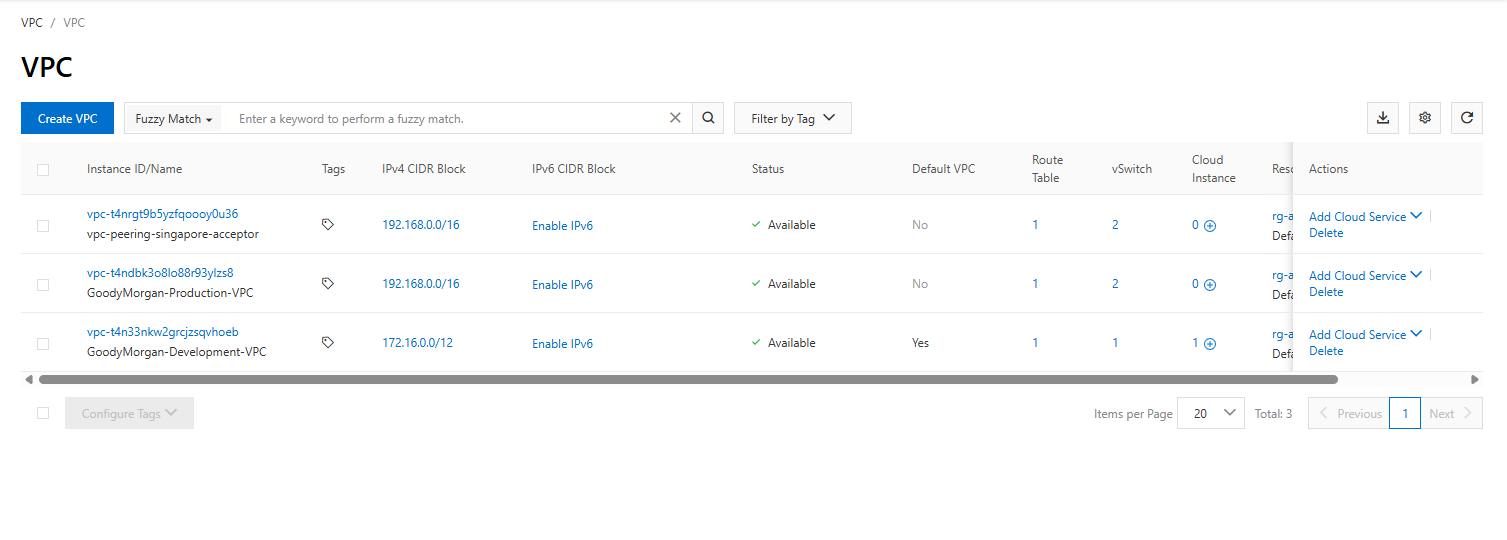 VPC / VPC
VPC
Create VPC Fuzzy Match Enter a keyword to perform a fuzzy match. Filter by Tag
Instance ID/Name Tags IPv4 CIDR Block IPv6 CIDR Block Status Default VPC Route Table vSwitch Cloud Instance Actions
vpc-t4nrgt9b5yzfqoooy0u36
vpc-peering-singapore-acceptor
192.168.0.0/16 Enable IPv6 Available No 1 2 0 rg-a
Defa
Add Cloud Service
Delete
vpc-t4ndbk3o8lo88r93ylzs8
GoodyMorgan-Production-VPC
192.168.0.0/16 Enable IPv6 Available No 1 2 0 rg-a
Defa
Add Cloud Service
Delete
vpc-t4n33nkw2grcjzsqvhoeb
GoodyMorgan-Development-VPC
172.16.0.0/12 Enable IPv6 Available Yes 1 1 1 rg-a
Defa
Add Cloud Service
Delete
Configure Tags Items per Page 20 Total: 3 Previous 1 Next